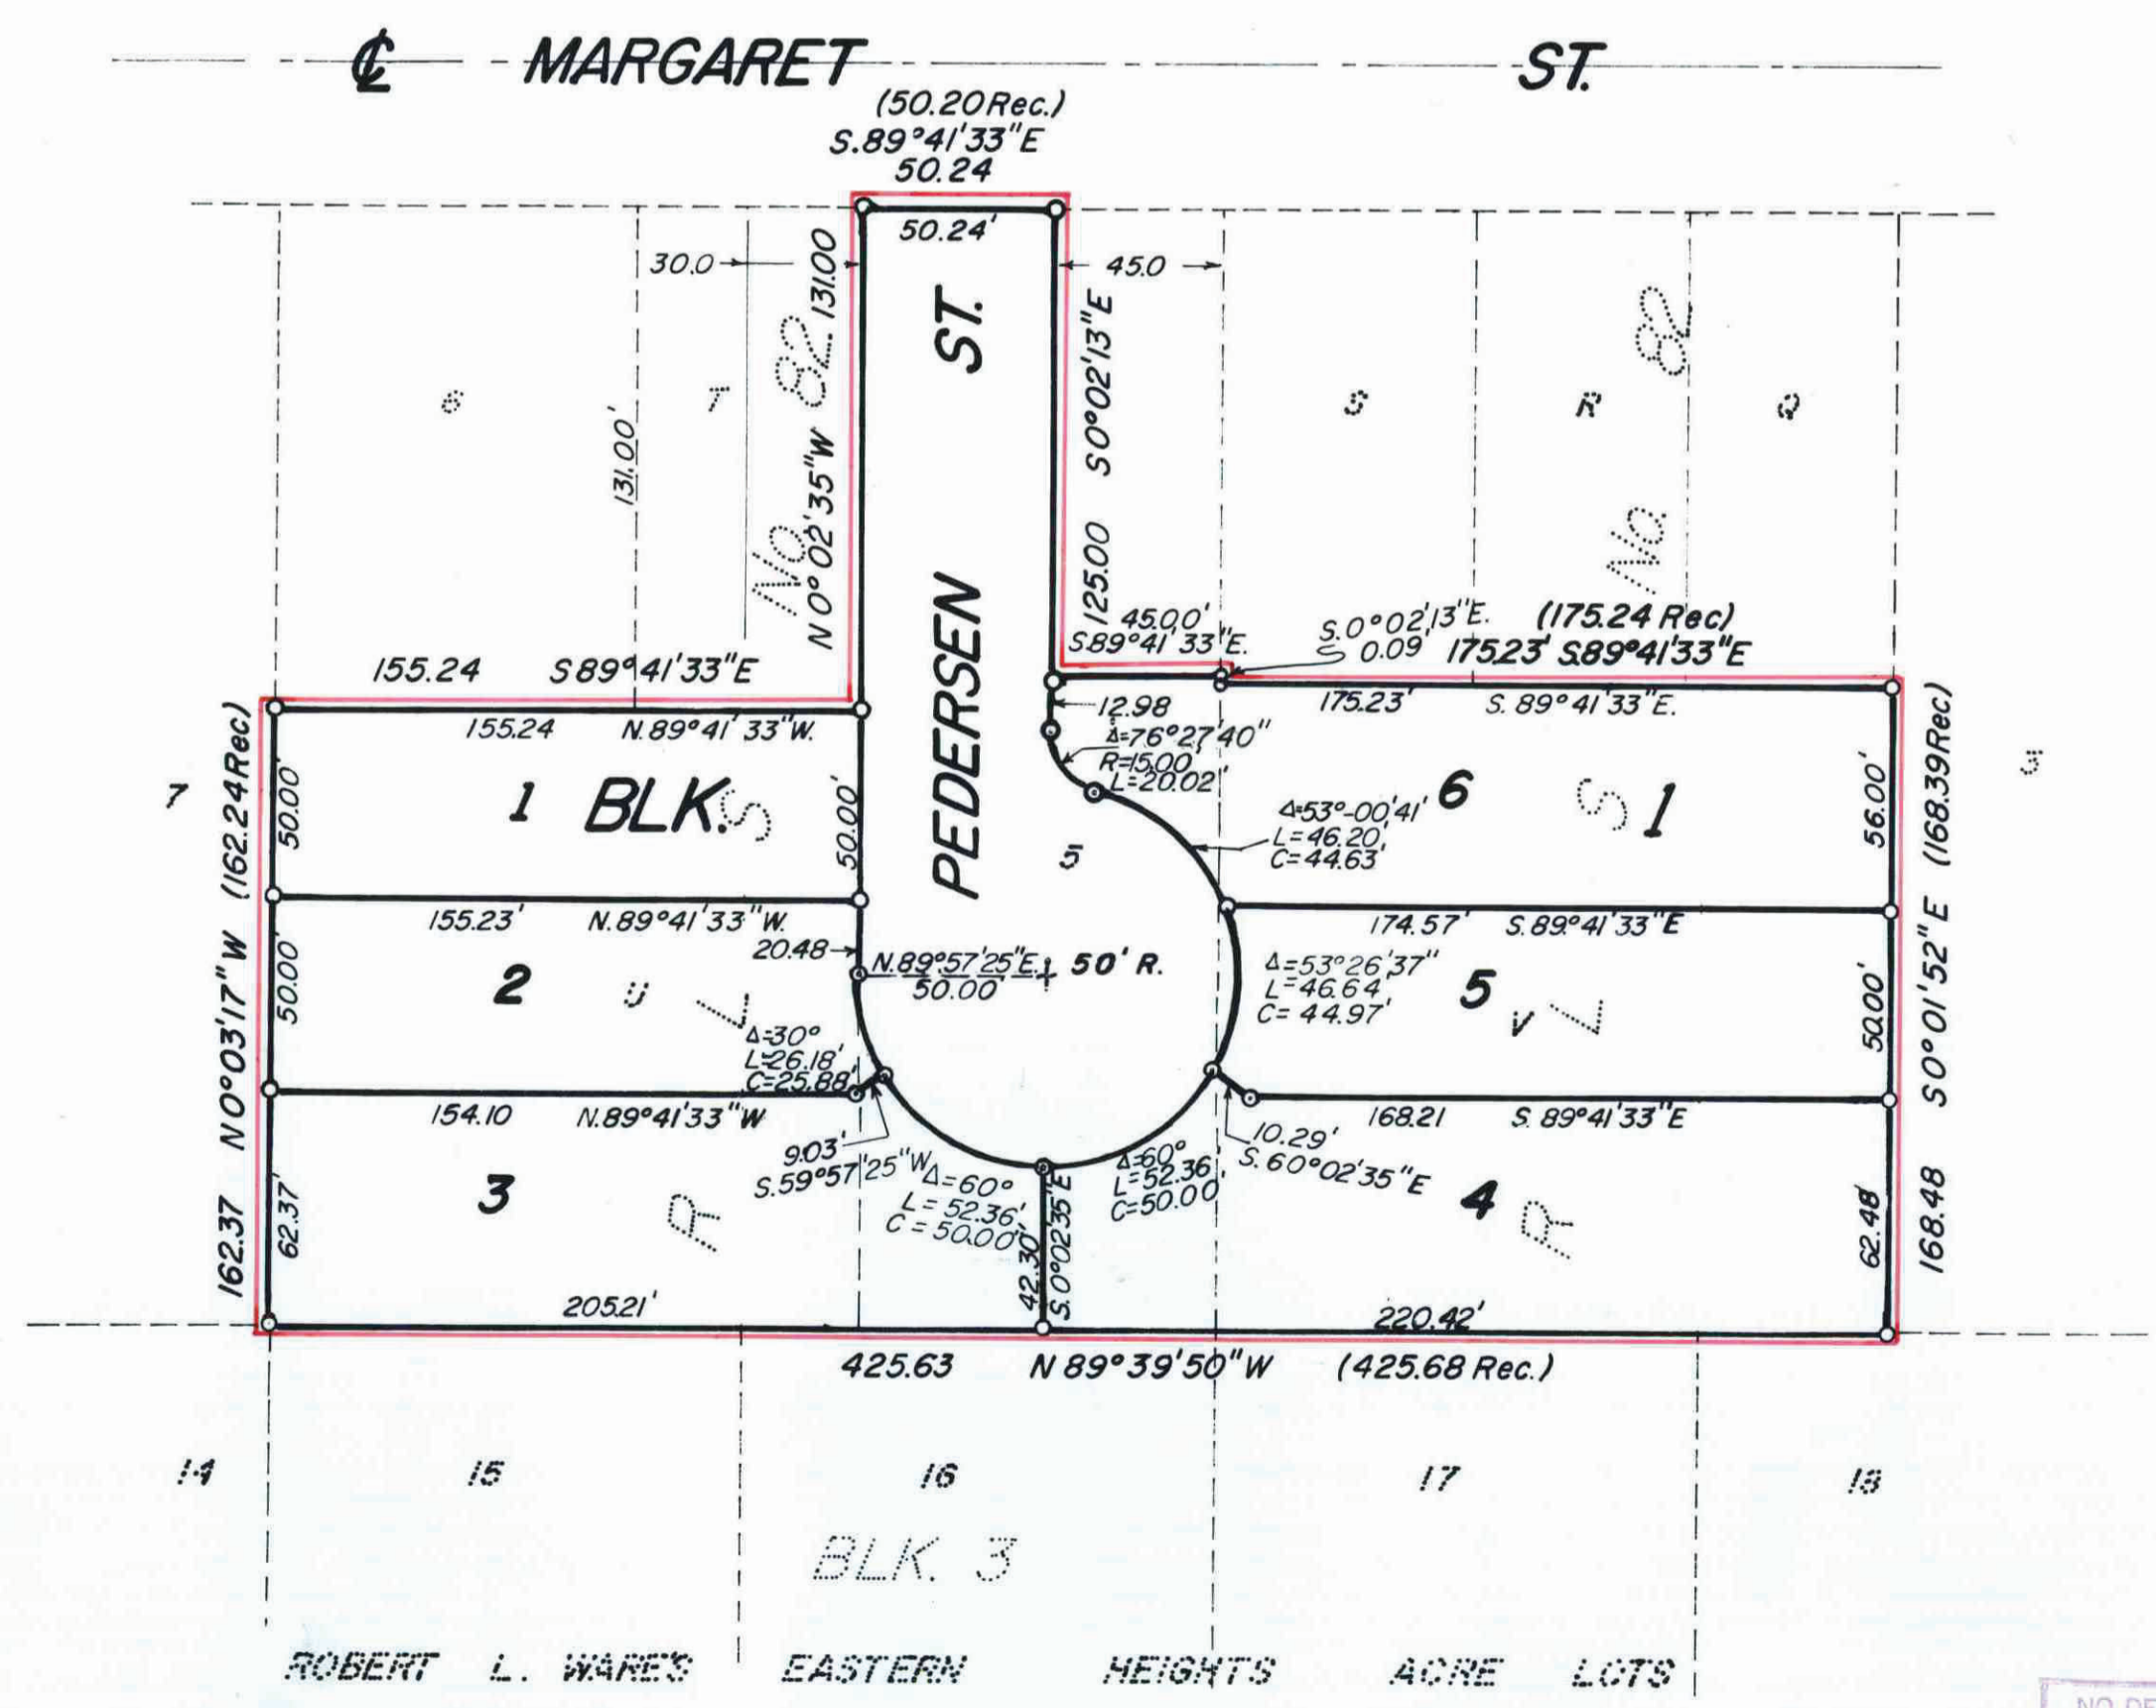 ℄ MARGARET ST.
(50.20 Rec.)
S.89°41'33"E
50.24
50.24'
30.0
45.0
N 0°02'35"W 131.00
131.00'
125.00 S0°02'13"E
6
T
No. 82
S
R
Q
No. 82
PEDERSEN ST.
155.24 S89°41'33"E
45.00'
S.89°41'33"E.
S.0°02'13"E.
0.09'
(175.24 Rec)
175.23' S.89°41'33"E
155.24 N.89°41'33"W.
175.23' S. 89°41'33"E.
12.98
Δ=76°27'40"
R=15.00'
L=20.02'
7
162.37 N0°03'17"W (162.24 Rec)
50.00'
1 BLK. S
50.00'
5
Δ=53°-00'41"
L=46.20'
C=44.63'
6 S 1
56.00'
168.48 S0°01'52"E (168.39 Rec)
155.23' N.89°41'33"W.
174.57' S.89°41'33"E
50.00'
2
U
V
20.48
N.89°57'25"E.
50.00'
50' R.
Δ=53°26'37"
L=46.64'
C=44.97'
5
V
V
50.00'
Δ=30°
L=26.18'
C=25.88'
154.10 N.89°41'33"W
168.21 S. 89°41'33"E
9.03'
S.59°57'25"W
10.29'
S.60°02'35"E
62.37'
3
R
Δ=60°
L=52.36'
C=50.00'
Δ=60°
L=52.36'
C=50.00'
42.30'
S.0°02'35"E
4
R
62.48'
205.21'
220.42'
425.63 N 89°39'50"W (425.68 Rec.)
14
15
16
17
18
BLK. 3
ROBERT L. WARE'S EASTERN HEIGHTS ACRE LOTS